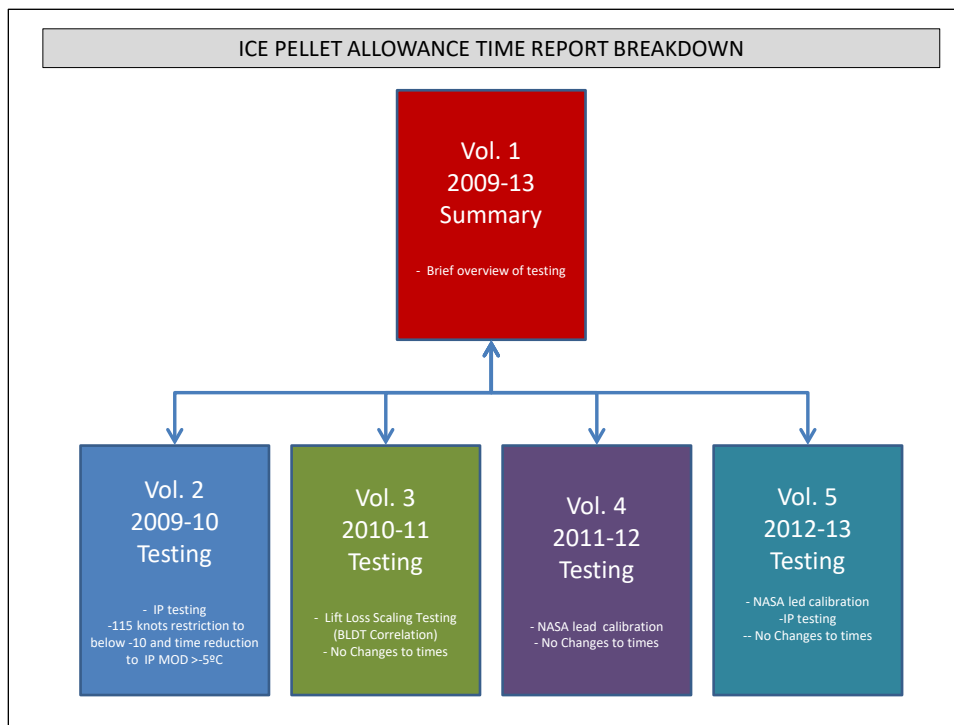 ICE PELLET ALLOWANCE TIME REPORT BREAKDOWN
Vol. 1
2009-13
Summary
- Brief overview of testing
Vol. 2
2009-10
Testing
- IP testing
-115 knots restriction to
below -10 and time reduction
to IP MOD >-5ºC
Vol. 3
2010-11
Testing
- Lift Loss Scaling Testing
(BLDT Correlation)
- No Changes to times
Vol. 4
2011-12
Testing
- NASA lead calibration
- No Changes to times
Vol. 5
2012-13
Testing
- NASA led calibration
-IP testing
-- No Changes to times